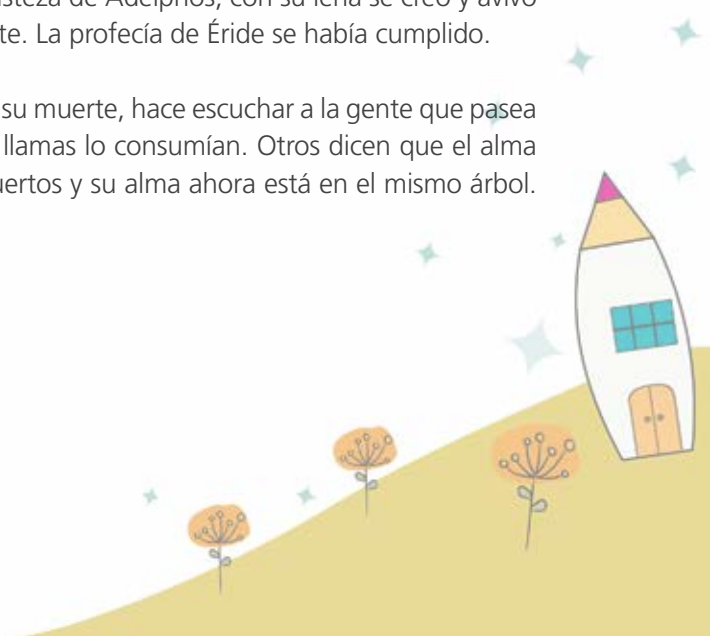 steza de Adelphos, con su leña se creó y avivó
te. La profecía de Éride se había cumplido.
su muerte, hace escuchar a la gente que pasea
llamas lo consumían. Otros dicen que el alma
uertos y su alma ahora está en el mismo árbol.